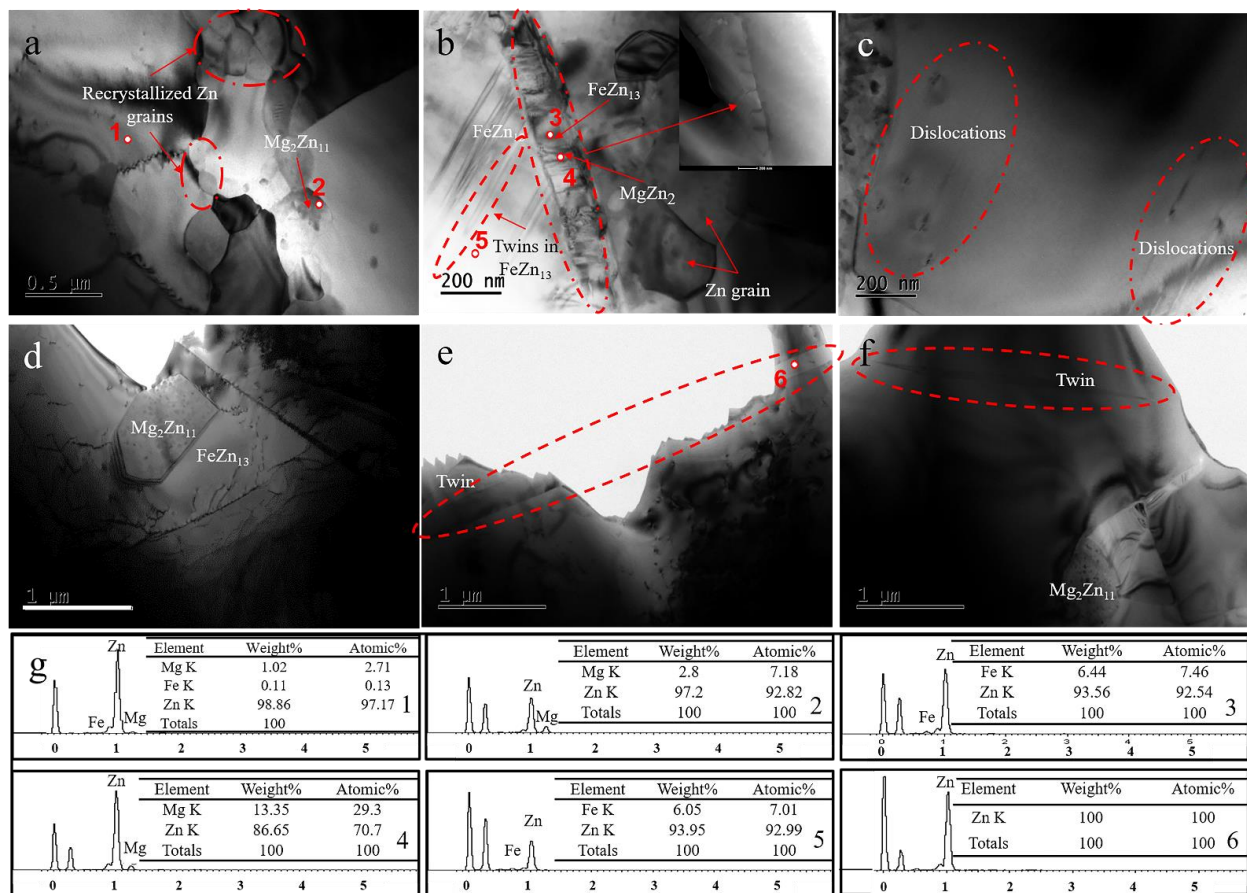 a
Recrystallized Zn
grains
1
Mg₂Zn₁₁
2
0.5 μm
b
FeZn₁₃
3
FeZn
4
MgZn₂
5
Twins in
FeZn₁₃
200 nm
Zn grain
c
Dislocations
Dislocations
200 nm
d
Mg₂Zn₁₁
FeZn₁₃
1 μm
e
6
Twin
1 μm
f
Twin
Mg₂Zn₁₁
1 μm
g
Zn
Fe
Mg
Element Weight% Atomic%
Mg K 1.02 2.71
Fe K 0.11 0.13
Zn K 98.86 97.17
Totals 100
1
0 1 2 3 4 5
Zn
Mg
Element Weight% Atomic%
Mg K 2.8 7.18
Zn K 97.2 92.82
Totals 100 100
2
0 1 2 3 4 5
Zn
Fe
Element Weight% Atomic%
Fe K 6.44 7.46
Zn K 93.56 92.54
Totals 100 100
3
0 1 2 3 4 5
Zn
Mg
Element Weight% Atomic%
Mg K 13.35 29.3
Zn K 86.65 70.7
Totals 100 100
4
0 1 2 3 4 5
Zn
Fe
Element Weight% Atomic%
Fe K 6.05 7.01
Zn K 93.95 92.99
Totals 100 100
5
0 1 2 3 4 5
Zn
Element Weight% Atomic%
Zn K 100 100
Totals 100 100
6
0 1 2 3 4 5